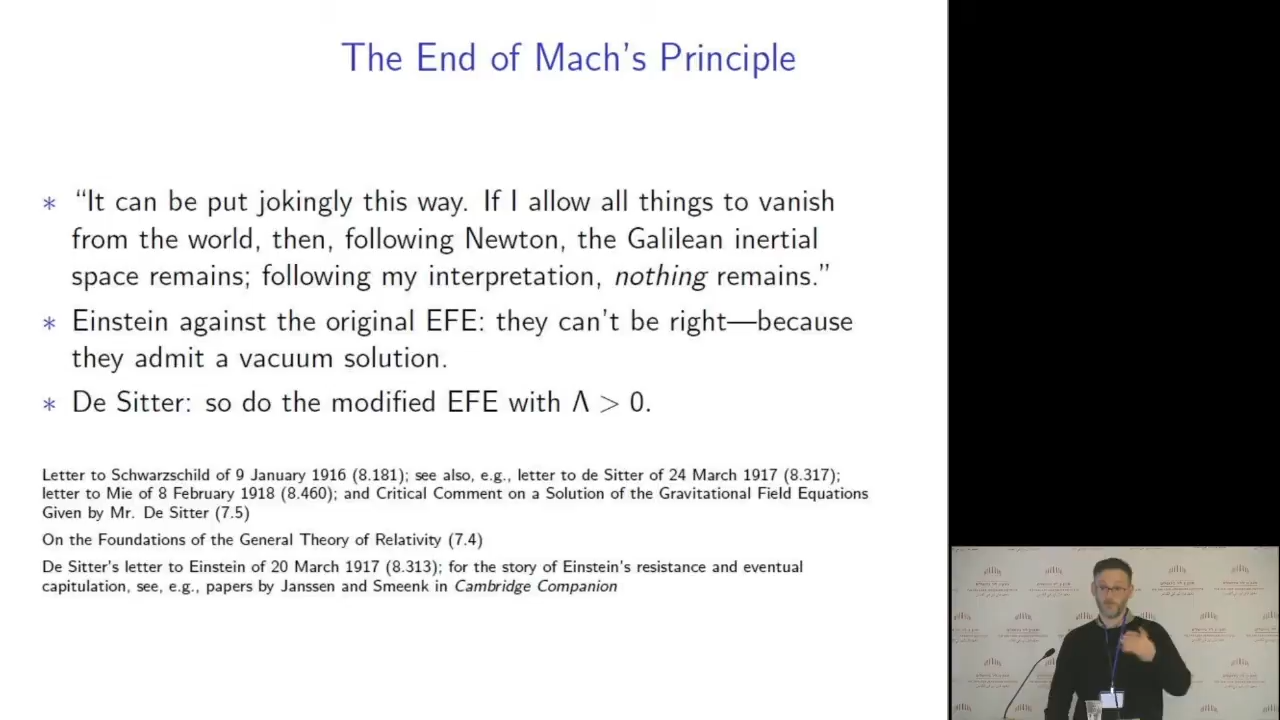 The End of Mach's Principle
∗ “It can be put jokingly this way. If I allow all things to vanish
from the world, then, following Newton, the Galilean inertial
space remains; following my interpretation, nothing remains.”
∗ Einstein against the original EFE: they can't be right—because
they admit a vacuum solution.
∗ De Sitter: so do the modified EFE with Λ > 0.
Letter to Schwarzschild of 9 January 1916 (8.181); see also, e.g., letter to de Sitter of 24 March 1917 (8.317);
letter to Mie of 8 February 1918 (8.460); and Critical Comment on a Solution of the Gravitational Field Equations
Given by Mr. De Sitter (7.5)
On the Foundations of the General Theory of Relativity (7.4)
De Sitter's letter to Einstein of 20 March 1917 (8.313); for the story of Einstein's resistance and eventual
capitulation, see, e.g., papers by Janssen and Smeenk in Cambridge Companion